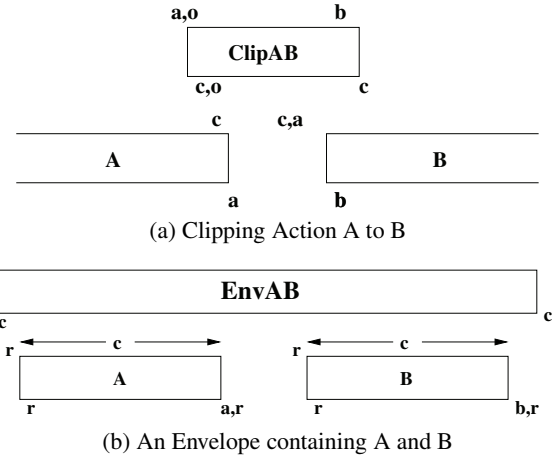 a,o b
ClipAB
c,o c
c c,a
A B
a b
(a) Clipping Action A to B
EnvAB
c c
r c r c
A B
r a,r r b,r
(b) An Envelope containing A and B